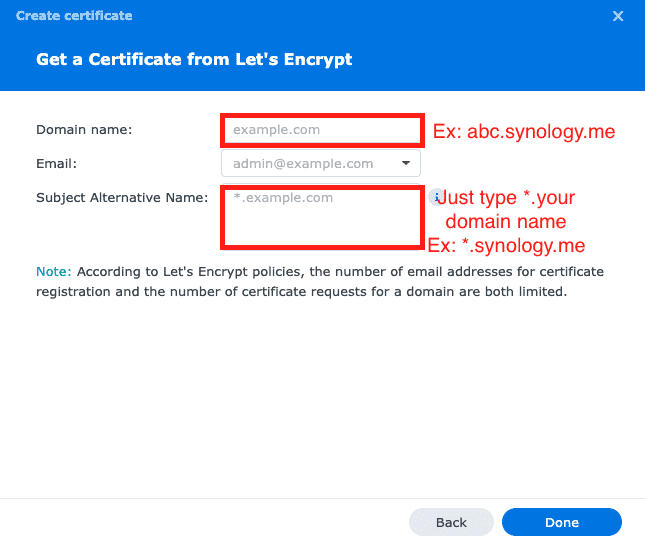 Create certificate
Get a Certificate from Let's Encrypt
Domain name:
example.com
Ex: abc.synology.me
Email:
admin@example.com
Subject Alternative Name:
*.example.com
i
Just type *.your
domain name
Ex: *.synology.me
Note: According to Let's Encrypt policies, the number of email addresses for certificate
registration and the number of certificate requests for a domain are both limited.
Back
Done